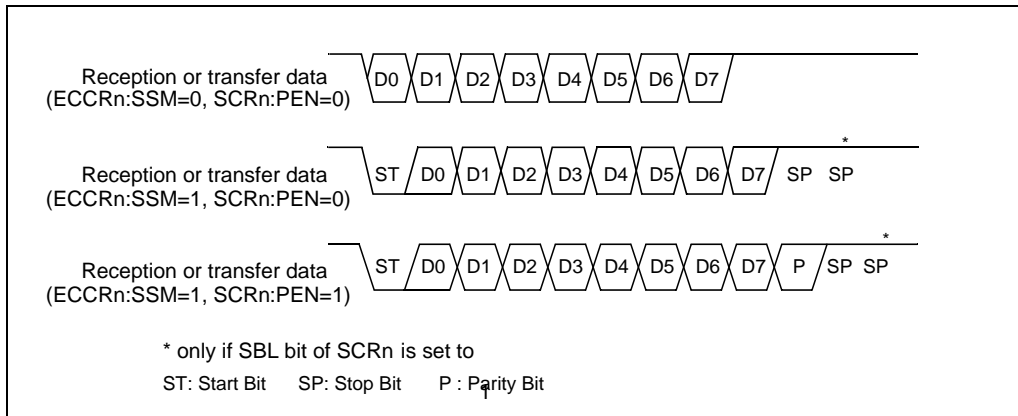 Reception or transfer data
(ECCRn:SSM=0, SCRn:PEN=0)
D0 D1 D2 D3 D4 D5 D6 D7
*
Reception or transfer data
(ECCRn:SSM=1, SCRn:PEN=0)
ST D0 D1 D2 D3 D4 D5 D6 D7 SP SP
*
Reception or transfer data
(ECCRn:SSM=1, SCRn:PEN=1)
ST D0 D1 D2 D3 D4 D5 D6 D7 P SP SP
* only if SBL bit of SCRn is set to
ST: Start Bit SP: Stop Bit P : Parity Bit
1